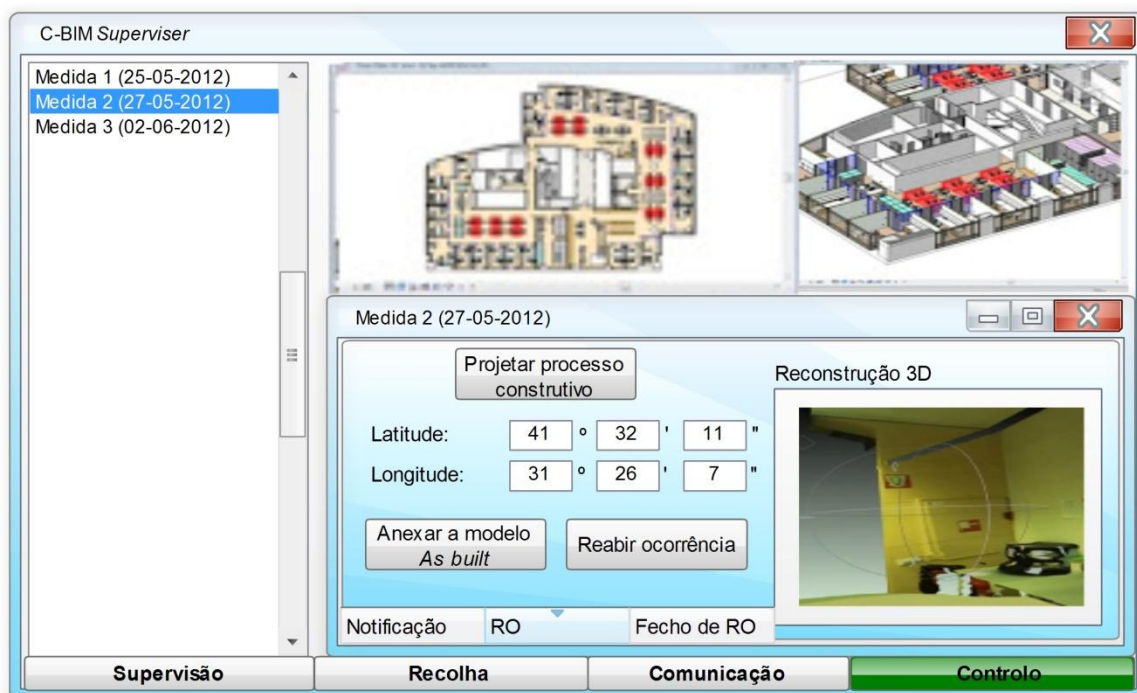 C-BIM Superviser
Medida 1 (25-05-2012)
Medida 2 (27-05-2012)
Medida 3 (02-06-2012)
Medida 2 (27-05-2012)
Projetar processo
construtivo
Reconstrução 3D
Latitude: 41 º 32 ' 11 "
Longitude: 31 º 26 ' 7 "
Anexar a modelo
As built
Reabir ocorrência
Notificação RO Fecho de RO
Supervisão Recolha Comunicação Controlo